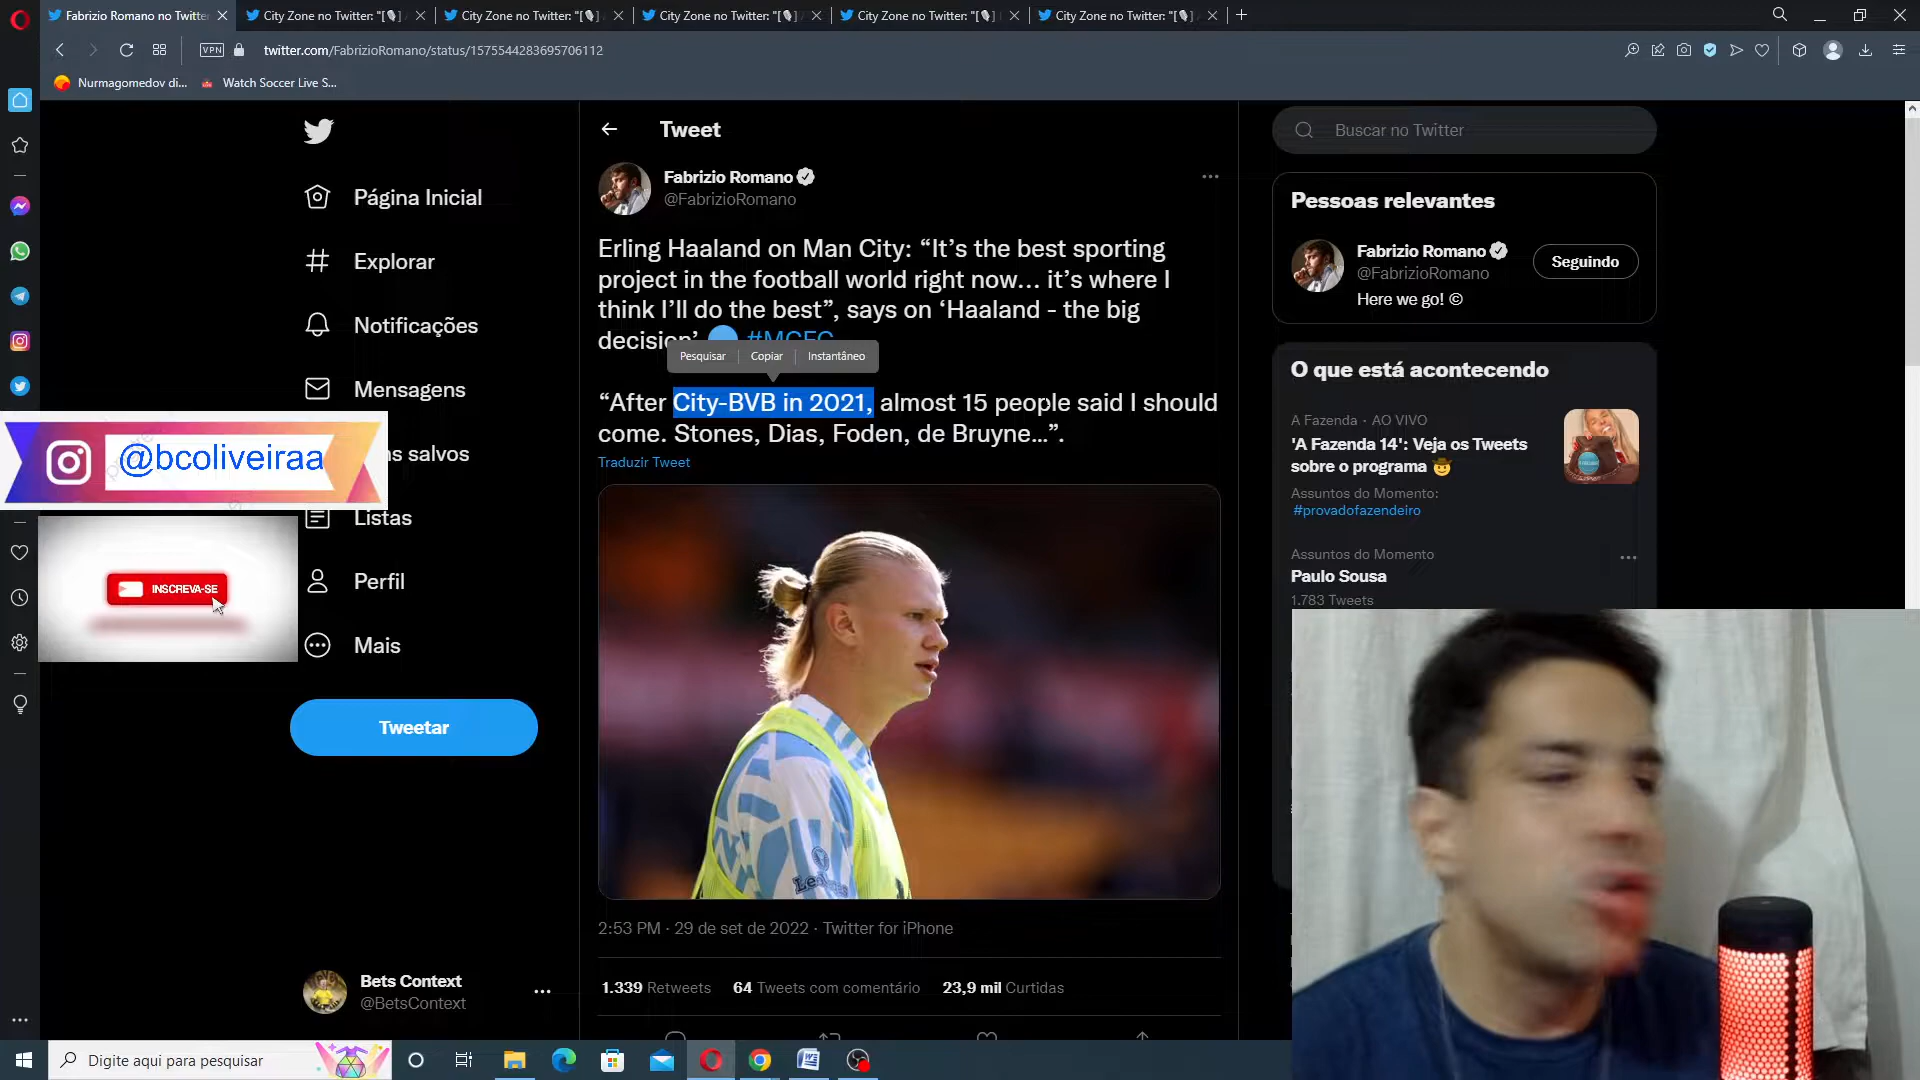 Fabrizio Romano no Twitte
City Zone no Twitter: "[
City Zone no Twitter: "[
City Zone no Twitter: "[
City Zone no Twitter: "[
City Zone no Twitter: "[
VPN
twitter.com/FabrizioRomano/status/1575544283695706112
Nurmagomedov di...
Watch Soccer Live S...
Página Inicial
Explorar
Notificações
Mensagens
ns salvos
Listas
Perfil
Mais
Tweetar
@bcoliveiraa
INSCREVA-SE
Bets Context
@BetsContext
Tweet
Fabrizio Romano
@FabrizioRomano
Erling Haaland on Man City: “It’s the best sporting
project in the football world right now… it’s where I
think I’ll do the best”, says on ‘Haaland - the big
decision’ #MCFC
Pesquisar
Copiar
Instantâneo
“After City-BVB in 2021, almost 15 people said I should
come. Stones, Dias, Foden, de Bruyne…”.
Traduzir Tweet
2:53 PM · 29 de set de 2022 · Twitter for iPhone
1.339 Retweets 64 Tweets com comentário 23,9 mil Curtidas
Buscar no Twitter
Pessoas relevantes
Fabrizio Romano
@FabrizioRomano
Seguindo
Here we go! ©
O que está acontecendo
A Fazenda · AO VIVO
'A Fazenda 14': Veja os Tweets
sobre o programa
Assuntos do Momento:
#provadofazendeiro
Assuntos do Momento
Paulo Sousa
1.783 Tweets
Digite aqui para pesquisar